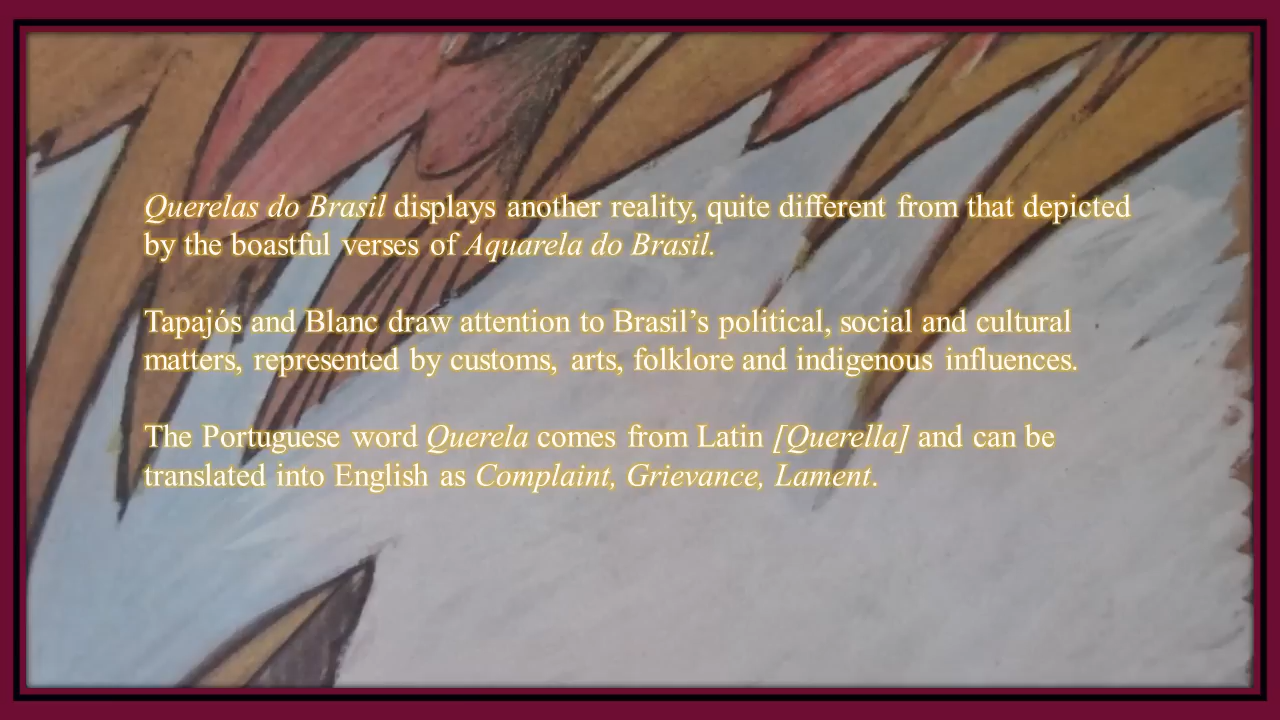 Querelas do Brasil displays another reality, quite different from that depicted
by the boastful verses of Aquarela do Brasil.
Tapajós and Blanc draw attention to Brasil’s political, social and cultural
matters, represented by customs, arts, folklore and indigenous influences.
The Portuguese word Querela comes from Latin [Querella] and can be
translated into English as Complaint, Grievance, Lament.